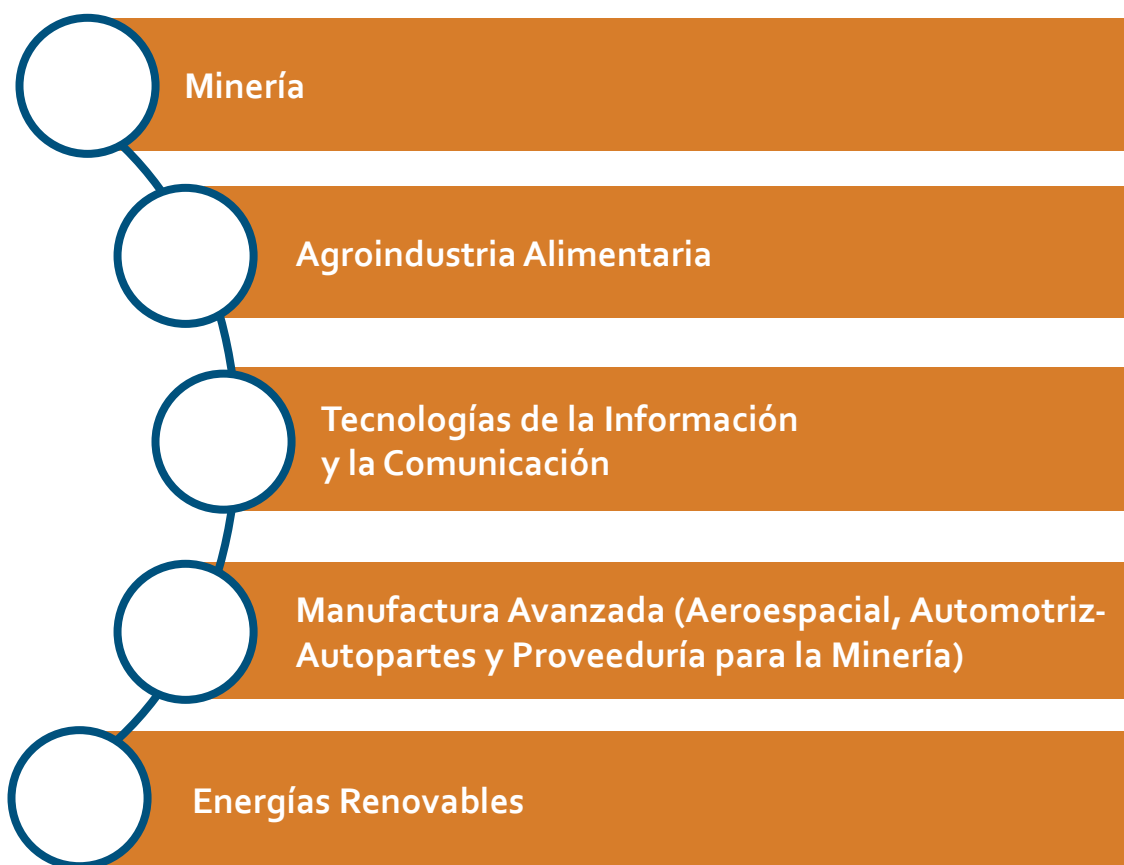 Minería
Agroindustria Alimentaria
Tecnologías de la Información
y la Comunicación
Manufactura Avanzada (Aeroespacial, Automotriz-
Autopartes y Proveeduría para la Minería)
Energías Renovables